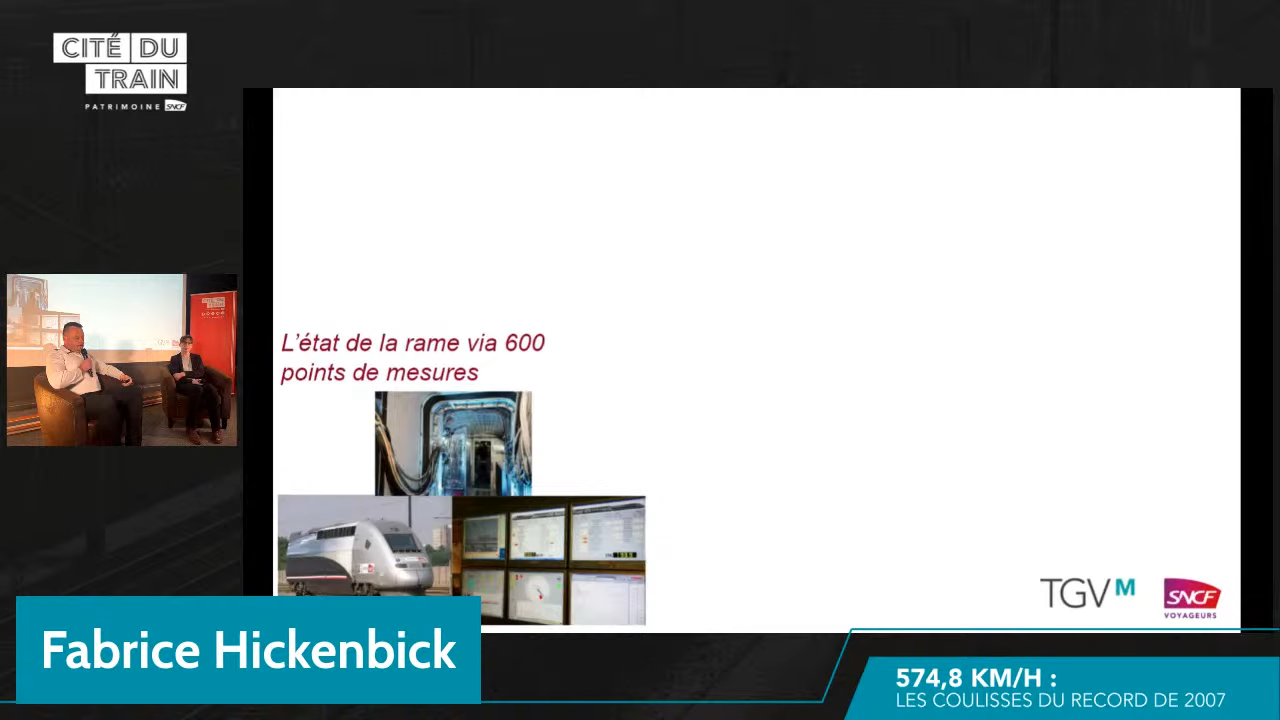 CITÉ DU
TRAIN
PATRIMOINE SNCF
L'état de la rame via 600
points de mesures
TGV M
SNCF
VOYAGEURS
Fabrice Hickenbick
574,8 KM/H :
LES COULISSES DU RECORD DE 2007